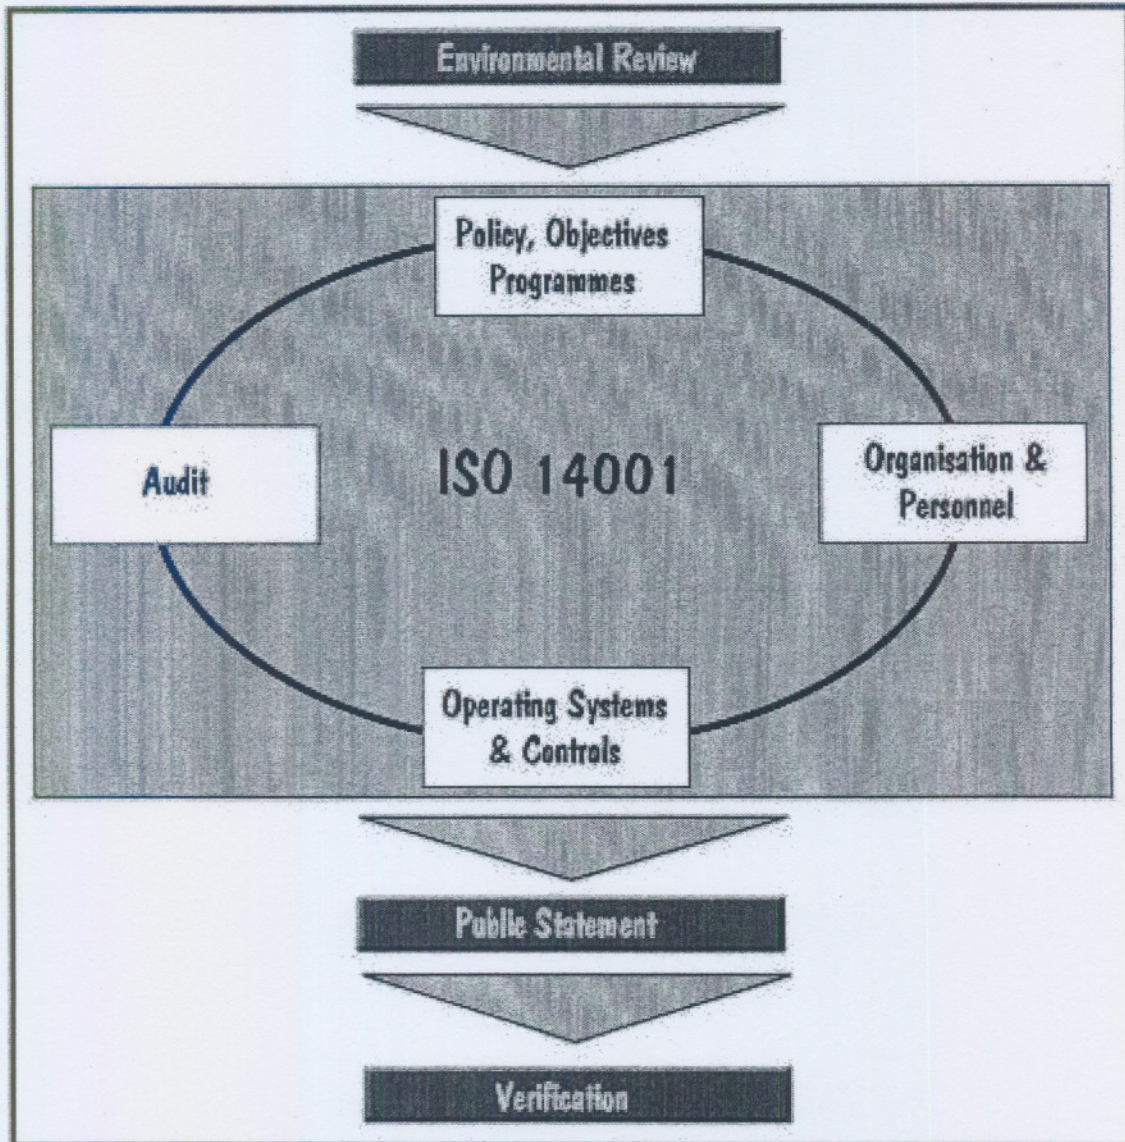 Environmental Review
Policy, Objectives
Programmes
Audit
ISO 14001
Organisation &
Personnel
Operating Systems
& Controls
Public Statement
Verification